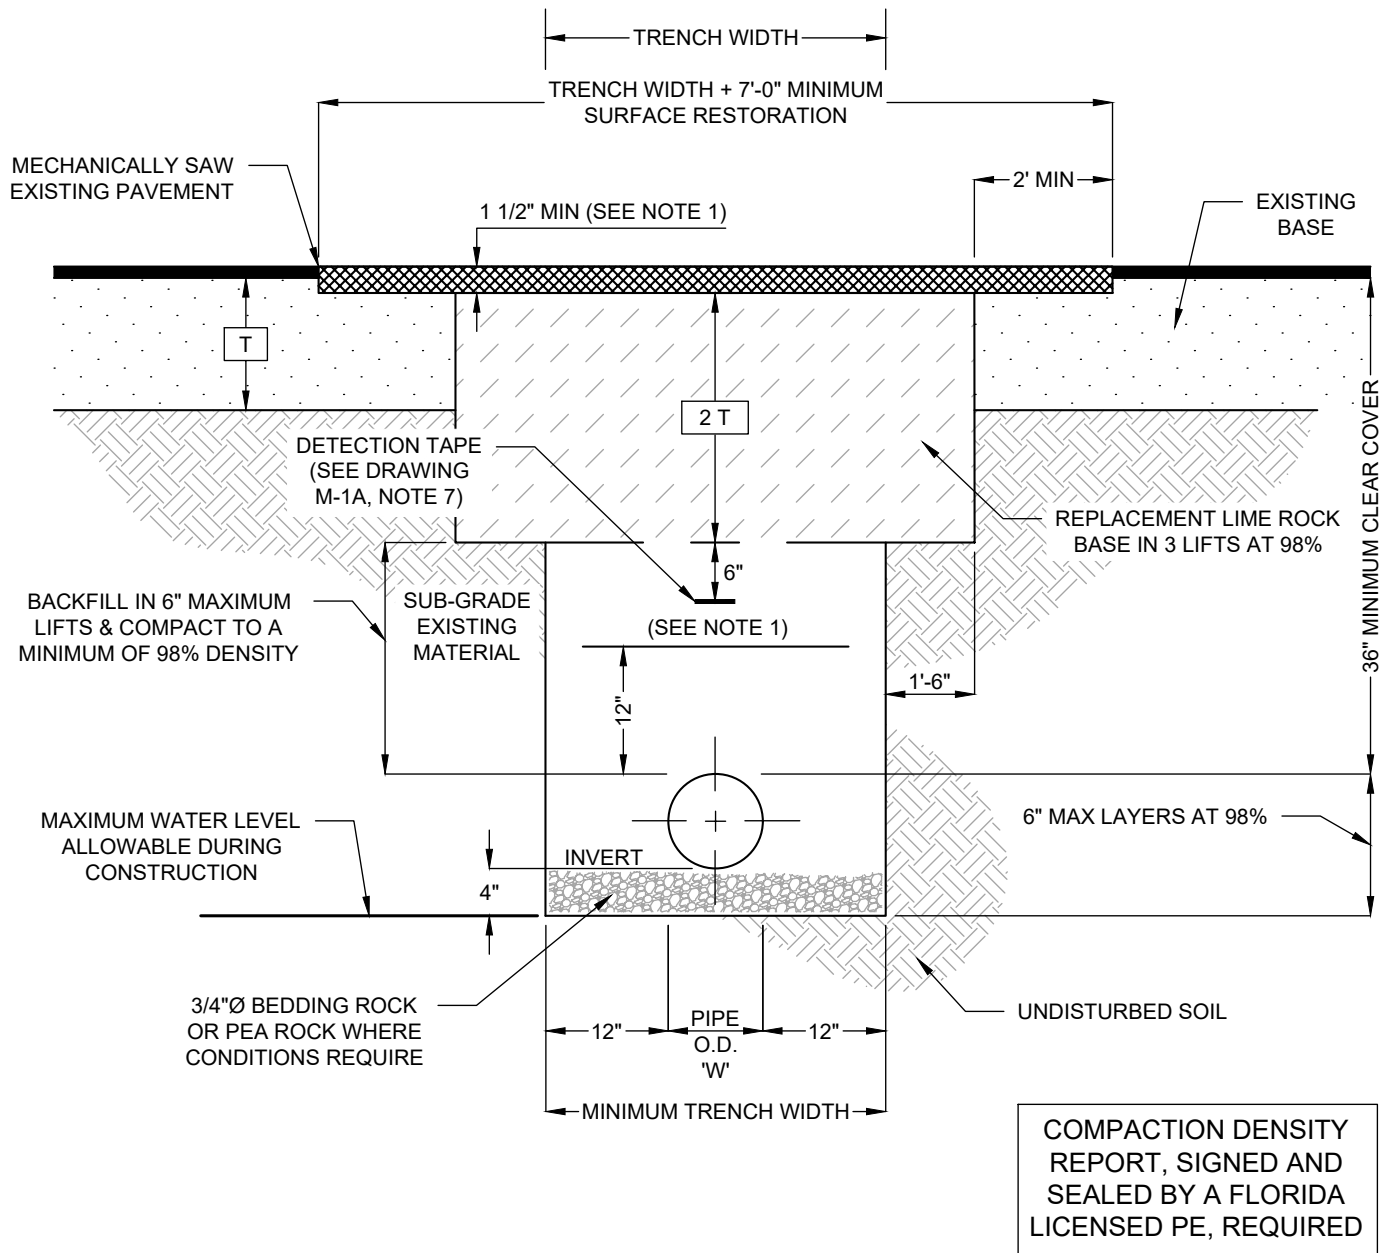 TRENCH WIDTH
TRENCH WIDTH + 7'-0" MINIMUM
SURFACE RESTORATION
MECHANICALLY SAW
EXISTING PAVEMENT
2' MIN
1 1/2" MIN (SEE NOTE 1)
EXISTING
BASE
T
2 T
DETECTION TAPE
(SEE DRAWING
M-1A, NOTE 7)
36" MINIMUM CLEAR COVER
REPLACEMENT LIME ROCK
BASE IN 3 LIFTS AT 98%
6"
BACKFILL IN 6" MAXIMUM
LIFTS & COMPACT TO A
MINIMUM OF 98% DENSITY
SUB-GRADE
EXISTING
MATERIAL
(SEE NOTE 1)
1'-6"
12"
MAXIMUM WATER LEVEL
ALLOWABLE DURING
CONSTRUCTION
6" MAX LAYERS AT 98%
INVERT
4"
3/4"Ø BEDDING ROCK
OR PEA ROCK WHERE
CONDITIONS REQUIRE
UNDISTURBED SOIL
12"
PIPE
O.D.
'W'
12"
MINIMUM TRENCH WIDTH
COMPACTION DENSITY
REPORT, SIGNED AND
SEALED BY A FLORIDA
LICENSED PE, REQUIRED